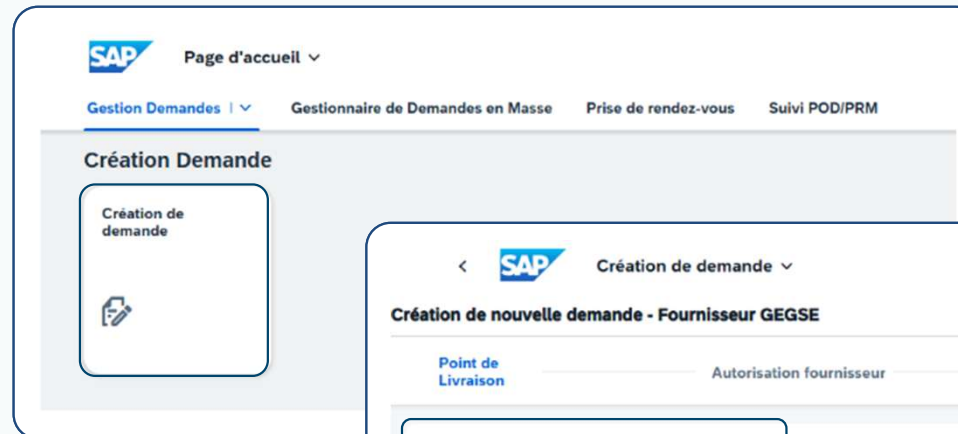 SAP Page d'accueil
Gestion Demandes Gestionnaire de Demandes en Masse Prise de rendez-vous Suivi POD/PRM
Création Demande
Création de
demande
SAP Création de demande
Création de nouvelle demande - Fournisseur GEGSE
Point de
Livraison
Autorisation fournisseur